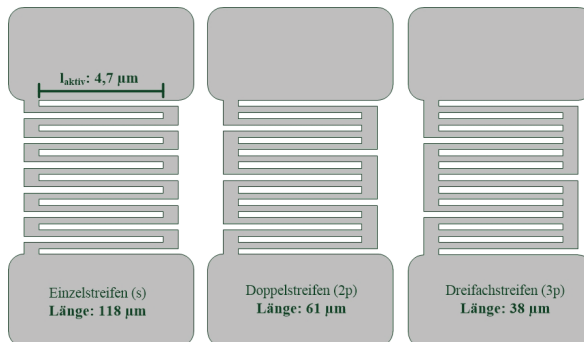 l_aktiv: 4,7 µm
Einzelstreifen (s)
Länge: 118 µm
Doppelstreifen (2p)
Länge: 61 µm
Dreifachstreifen (3p)
Länge: 38 µm